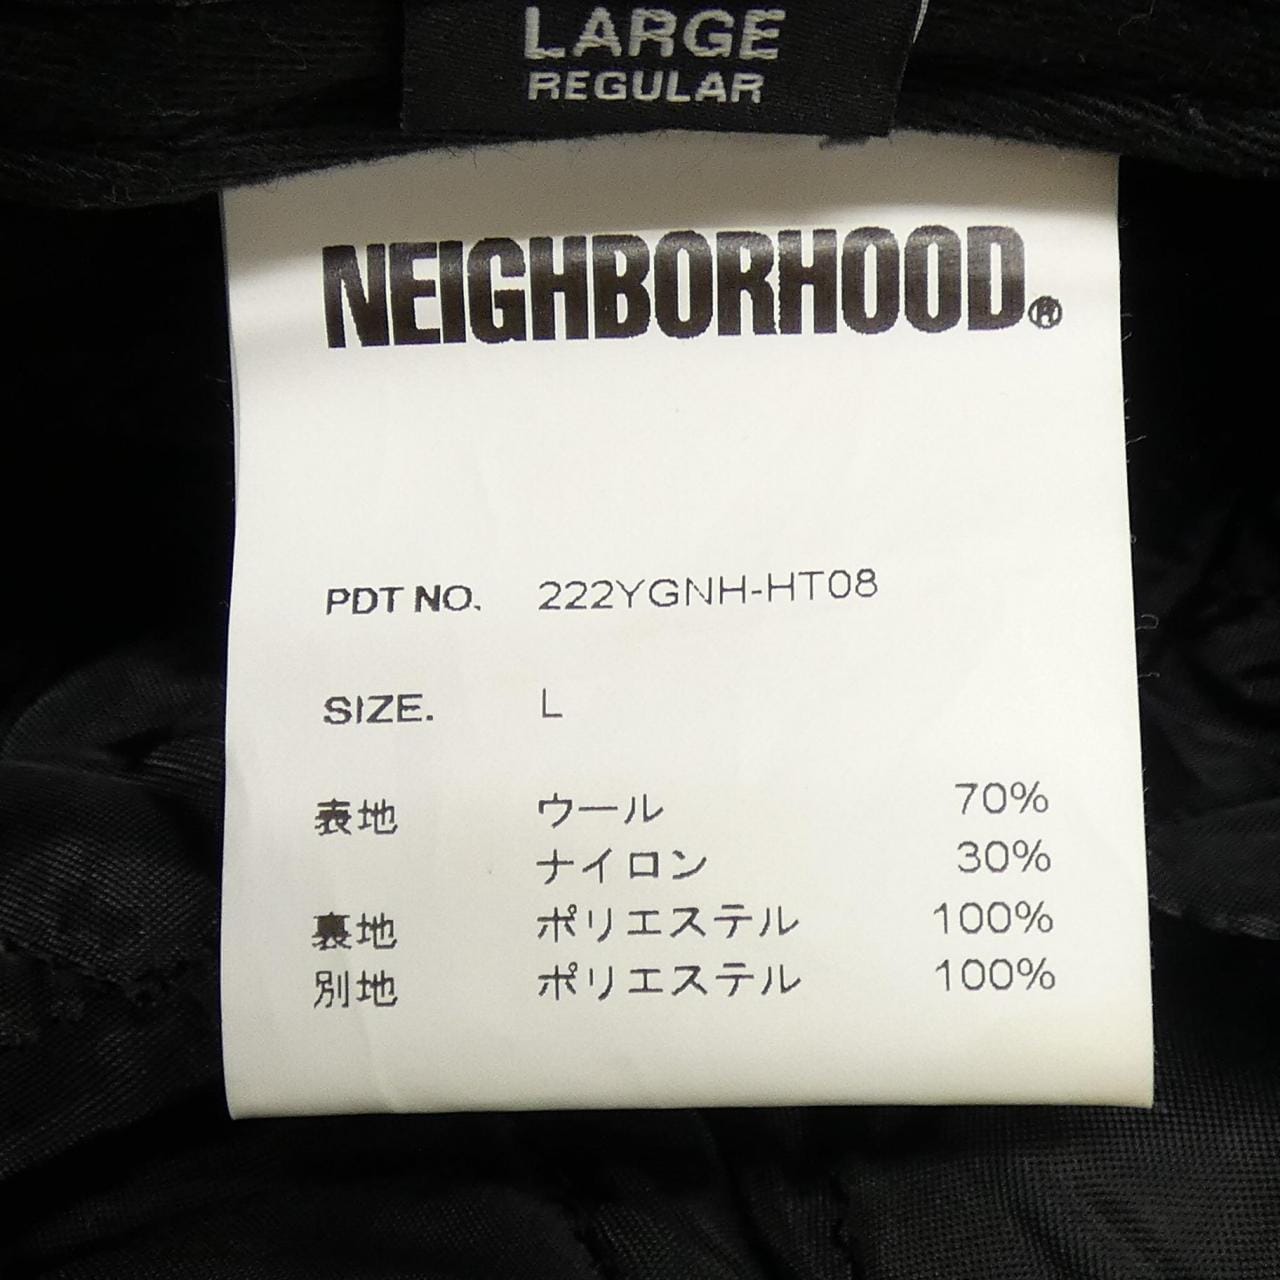 LARGE
REGULAR
NEIGHBORHOOD®
PDT NO. 222YGNH-HT08
SIZE. L
表地 ウール 70%
ナイロン 30%
裏地 ポリエステル 100%
別地 ポリエステル 100%